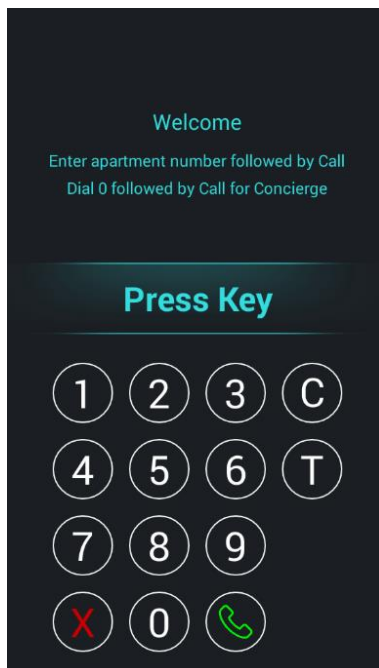 Welcome
Enter apartment number followed by Call
Dial 0 followed by Call for Concierge
Press Key
1 2 3 C
4 5 6 T
7 8 9
X 0